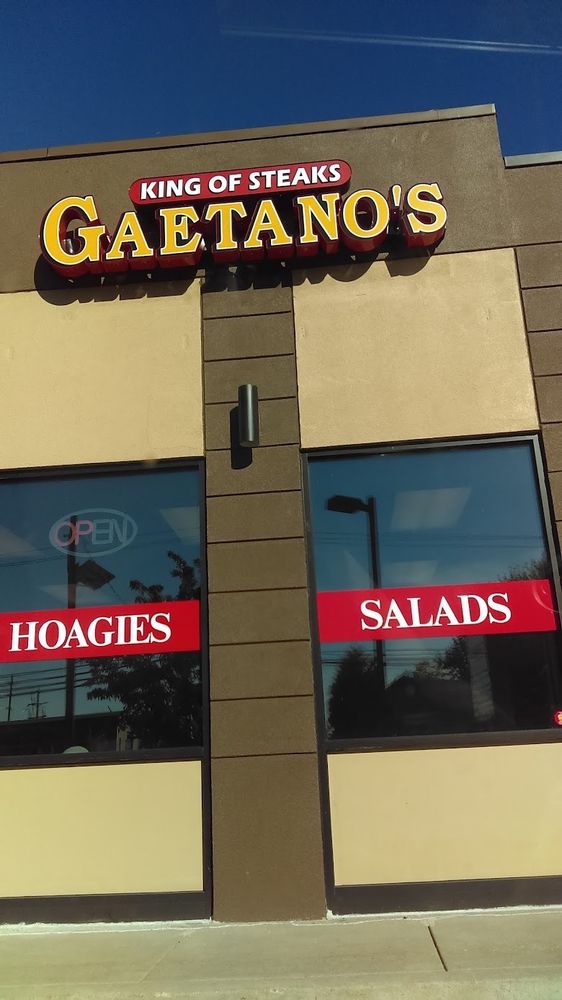 KING OF STEAKS
GAETANO'S
OPEN
HOAGIES
SALADS